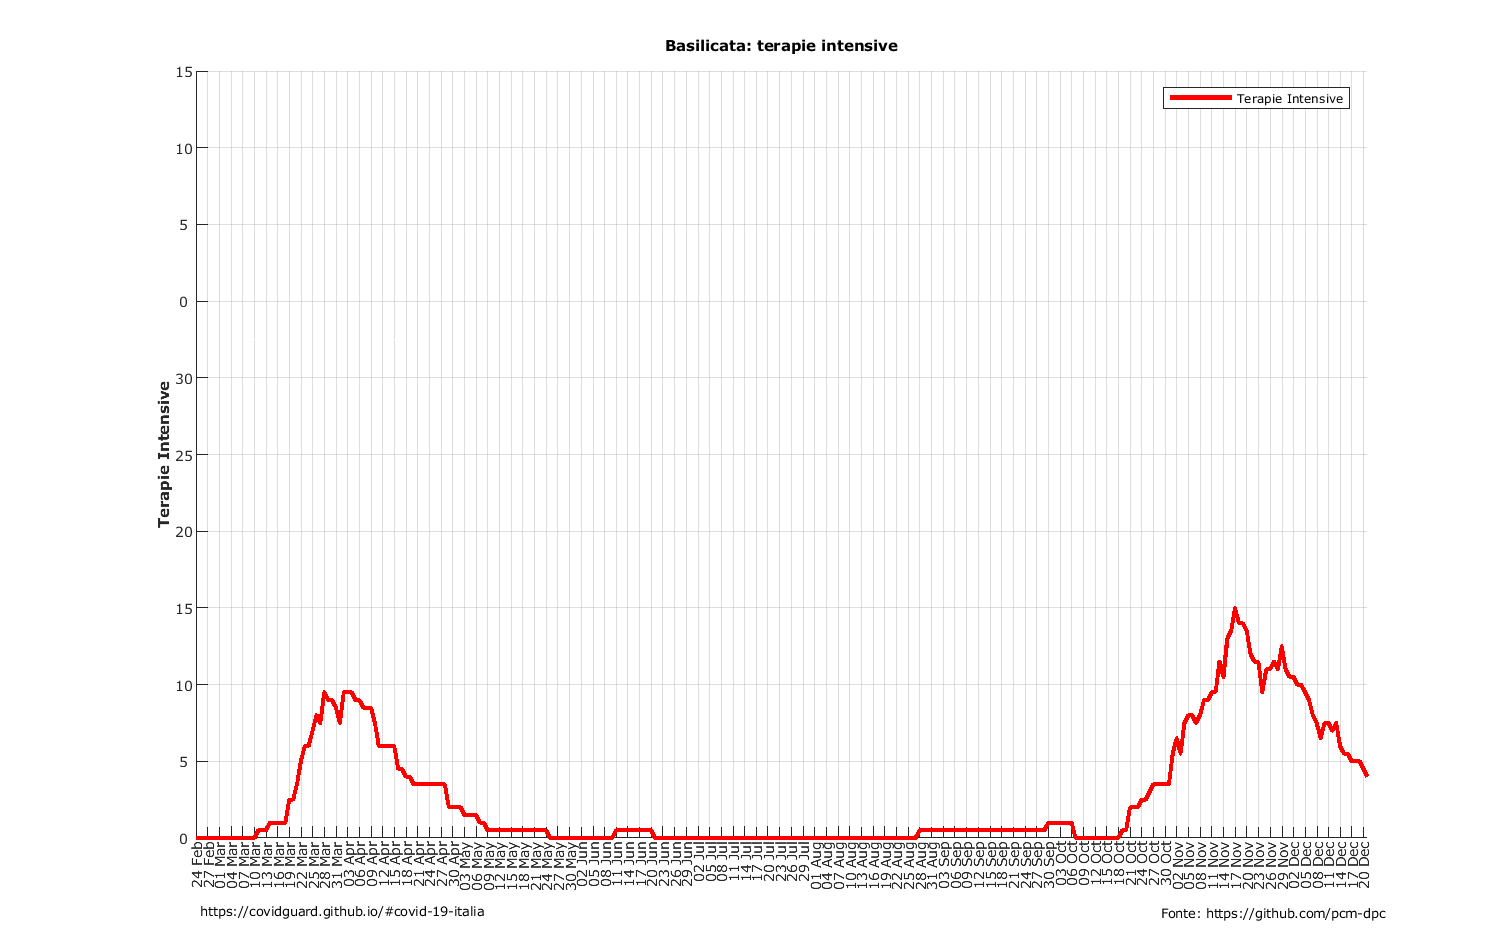 Basilicata: terapie intensive
Terapie Intensive
15
10
5
0
30
25
20
15
10
5
0
Terapie Intensive
24 Feb
27 Feb
01 Mar
04 Mar
07 Mar
10 Mar
13 Mar
16 Mar
19 Mar
22 Mar
25 Mar
28 Mar
31 Mar
03 Apr
06 Apr
09 Apr
12 Apr
15 Apr
18 Apr
21 Apr
24 Apr
27 Apr
30 Apr
03 May
06 May
09 May
12 May
15 May
18 May
21 May
24 May
27 May
30 May
02 Jun
05 Jun
08 Jun
11 Jun
14 Jun
17 Jun
20 Jun
23 Jun
26 Jun
29 Jun
02 Jul
05 Jul
08 Jul
11 Jul
14 Jul
17 Jul
20 Jul
23 Jul
26 Jul
29 Jul
01 Aug
04 Aug
07 Aug
10 Aug
13 Aug
16 Aug
19 Aug
22 Aug
25 Aug
28 Aug
31 Aug
03 Sep
06 Sep
09 Sep
12 Sep
15 Sep
18 Sep
21 Sep
24 Sep
27 Sep
30 Sep
03 Oct
06 Oct
09 Oct
12 Oct
15 Oct
18 Oct
21 Oct
24 Oct
27 Oct
30 Oct
02 Nov
05 Nov
08 Nov
11 Nov
14 Nov
17 Nov
20 Nov
23 Nov
26 Nov
29 Nov
02 Dec
05 Dec
08 Dec
11 Dec
14 Dec
17 Dec
20 Dec
https://covidguard.github.io/#covid-19-italia
Fonte: https://github.com/pcm-dpc